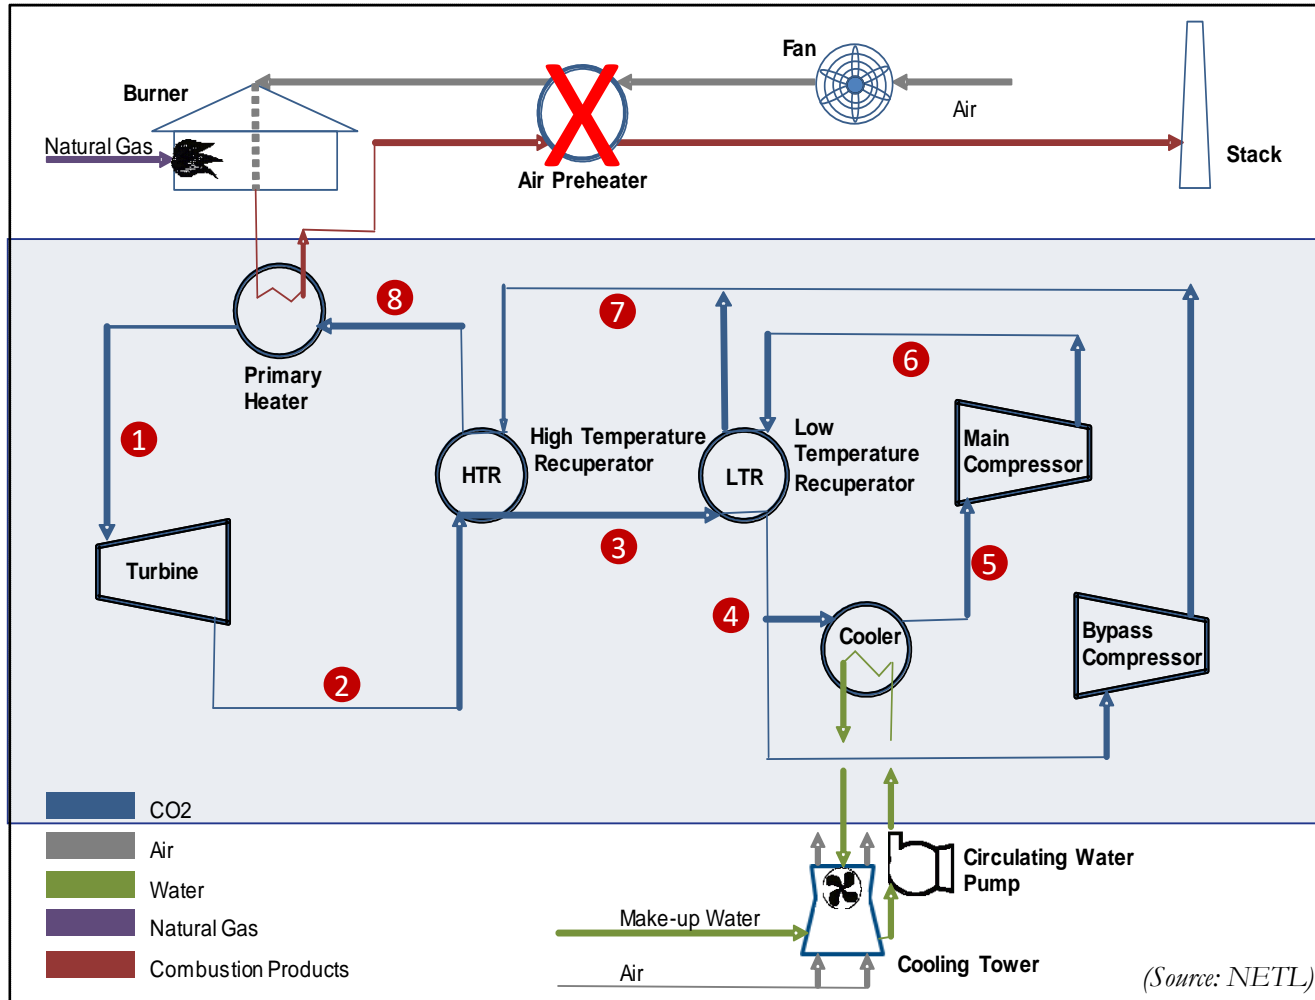 Fan
Burner
Air
Natural Gas
Stack
Air Preheater
8
7
6
Primary
Heater
1
High Temperature
Recuperator
Low
Temperature
Recuperator
Main
Compressor
HTR
LTR
3
5
Turbine
4
Cooler
Bypass
Compressor
2
CO2
Air
Water
Natural Gas
Combustion Products
Circulating Water
Pump
Make-up Water
Air
Cooling Tower
(Source: NETL)